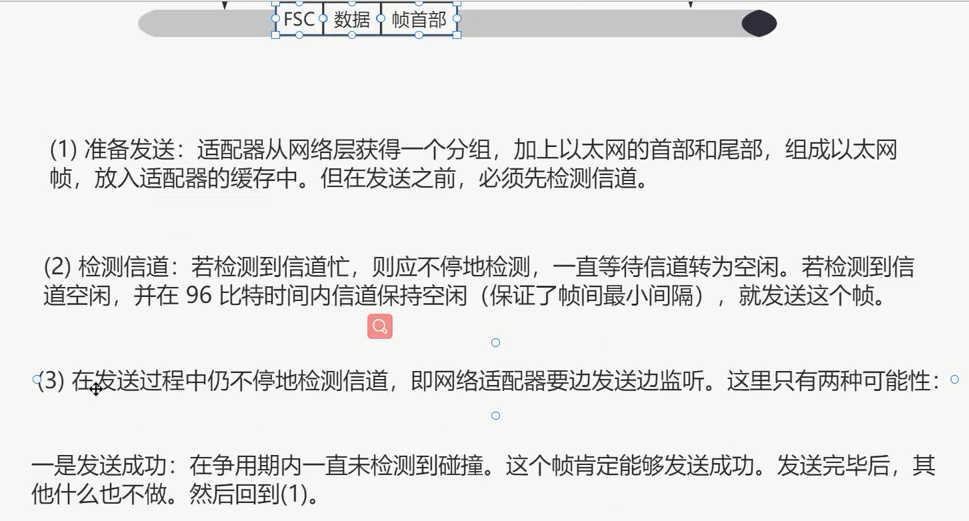 FSC 数据 帧首部
(1) 准备发送：适配器从网络层获得一个分组，加上以太网的首部和尾部，组成以太网
帧，放入适配器的缓存中。但在发送之前，必须先检测信道。
(2) 检测信道：若检测到信道忙，则应不停地检测，一直等待信道转为空闲。若检测到信
道空闲，并在 96 比特时间内信道保持空闲（保证了帧间最小间隔），就发送这个帧。
(3) 在发送过程中仍不停地检测信道，即网络适配器要边发送边监听。这里只有两种可能性：
一是发送成功：在争用期内一直未检测到碰撞。这个帧肯定能够发送成功。发送完毕后，其
他什么也不做。然后回到(1)。